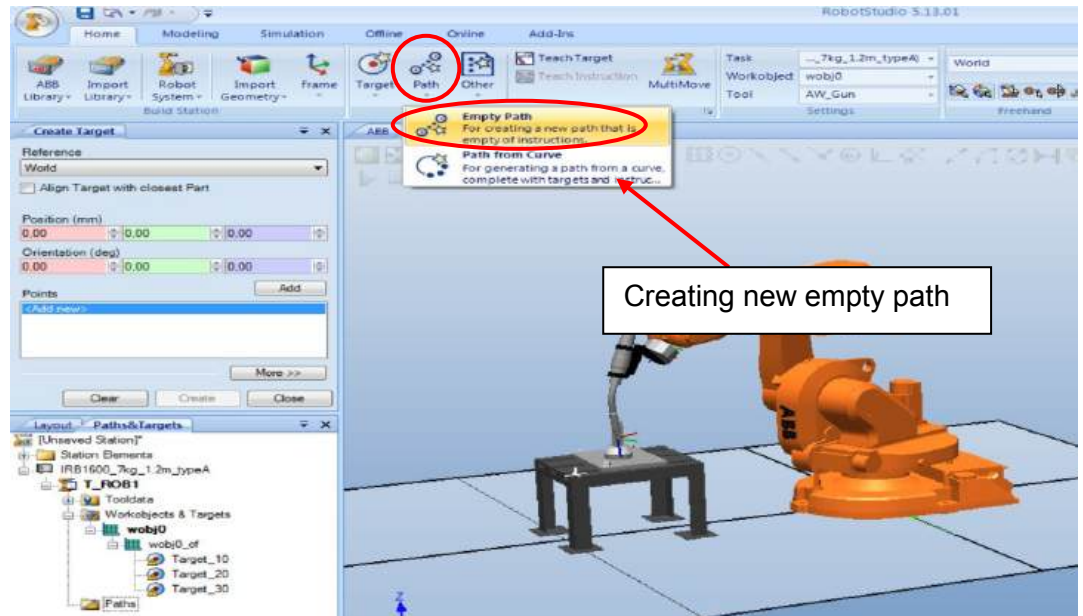 RobotStudio 5.13.01
Home Modeling Simulation Offline Online Add-Ins
ABB Library
Import Library
Robot System
Import Geometry
Frame
Build Station
Target
Path
Other
Teach Target
Teach Instruction
MultiMove
Task ..._7kg_1.2m_typeA)
Workobject wobj0
Tool AW_Gun
Settings
World
Freehand
Empty Path
For creating a new path that is
empty of instructions.
Path from Curve
For generating a path from a curve,
complete with targets and instruc...
Create Target
ABB
Reference
World
Align Target with closest Part
Position (mm)
0,00 0,00 0,00
Orientation (deg)
0,00 0,00 0,00
Add
Points
<Add new>
More >>
Clear Create Close
Creating new empty path
Layout Paths&Targets
[Unsaved Station]*
Station Elements
IRB1600_7kg_1.2m_typeA
T_ROB1
Tooldata
Workobjects & Targets
wobj0
wobj0_of
Target_10
Target_20
Target_30
Paths
ABB
Z